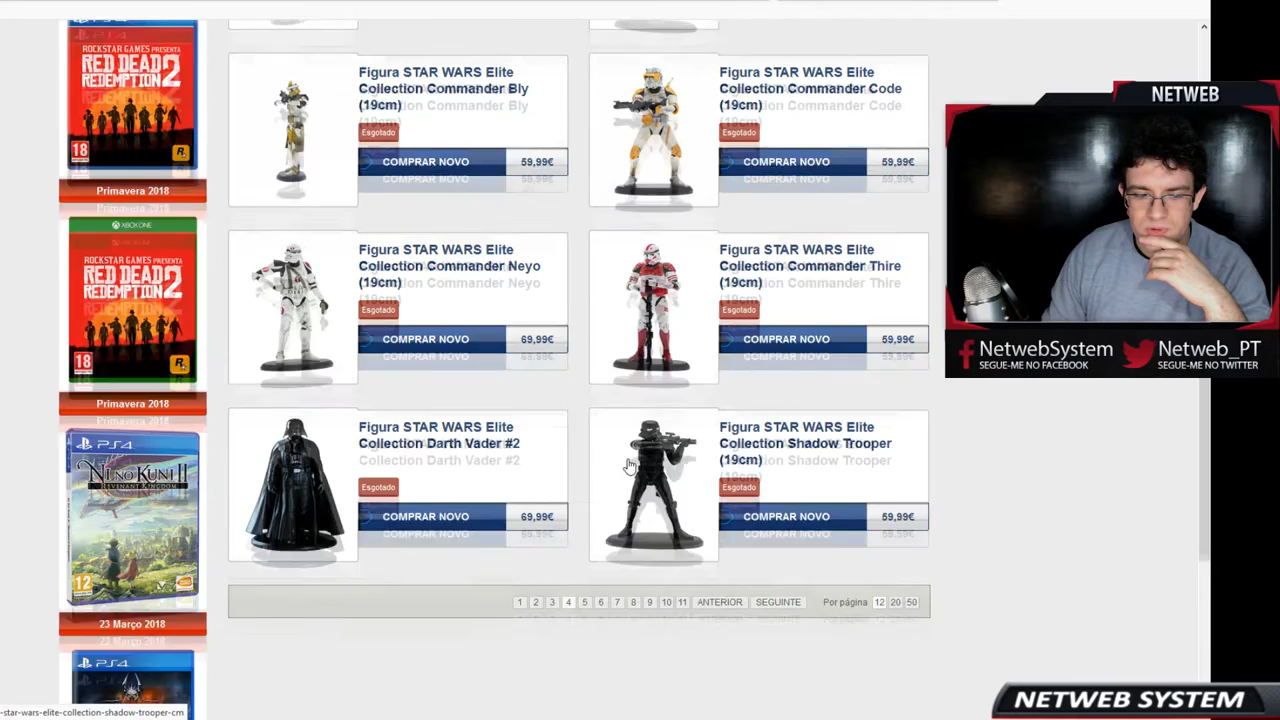 PS4
ROCKSTAR GAMES PRESENTA
RED DEAD
REDEMPTION 2
18
R
Primavera 2018
XBOX ONE
ROCKSTAR GAMES PRESENTA
RED DEAD
REDEMPTION 2
18
R
Primavera 2018
PS4
NI NO KUNI II
REVENANT KINGDOM
12
23 Março 2018
PS4
Figura STAR WARS Elite
Collection Commander Bly
(19cm)
Esgotado
COMPRAR NOVO 59,99€
Figura STAR WARS Elite
Collection Commander Code
(19cm)
Esgotado
COMPRAR NOVO 59,99€
Figura STAR WARS Elite
Collection Commander Neyo
(19cm)
Esgotado
COMPRAR NOVO 69,99€
Figura STAR WARS Elite
Collection Commander Thire
(19cm)
Esgotado
COMPRAR NOVO 59,99€
Figura STAR WARS Elite
Collection Darth Vader #2
Esgotado
COMPRAR NOVO 69,99€
Figura STAR WARS Elite
Collection Shadow Trooper
(19cm)
Esgotado
COMPRAR NOVO 59,99€
1 2 3 4 5 6 7 8 9 10 11 ANTERIOR SEGUINTE Por página 12 20 50
NETWEB
NetwebSystem
SEGUE-ME NO FACEBOOK
Netweb_PT
SEGUE-ME NO TWITTER
-star-wars-elite-collection-shadow-trooper-cm
NETWEB SYSTEM